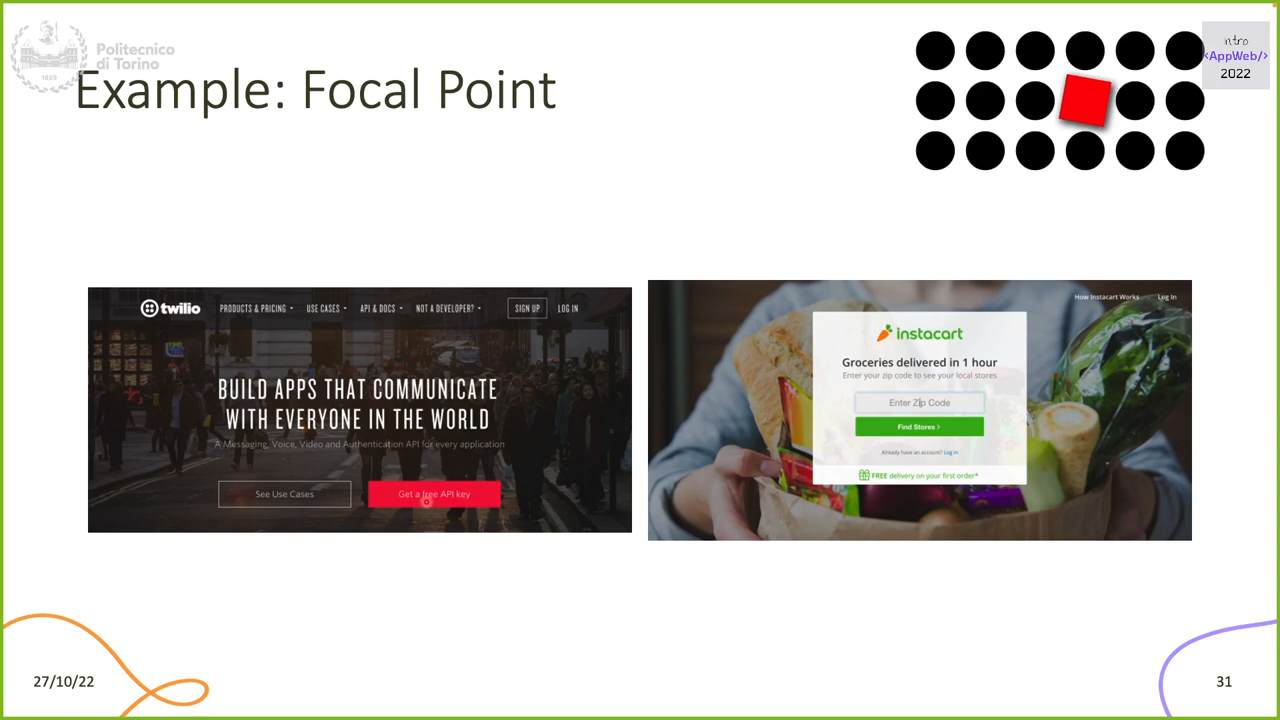 Politecnico
di Torino
1859
Example: Focal Point
intro
<AppWeb/>
2022
twilio
PRODUCTS & PRICING
USE CASES
API & DOCS
NOT A DEVELOPER?
SIGN UP
LOG IN
BUILD APPS THAT COMMUNICATE
WITH EVERYONE IN THE WORLD
A Messaging, Voice, Video and Authentication API for every application
See Use Cases
Get a free API key
How Instacart Works
Log In
instacart
Groceries delivered in 1 hour
Enter your zip code to see your local stores
Enter Zip Code
Find Stores >
Already have an account? Log in
FREE delivery on your first order*
27/10/22
31